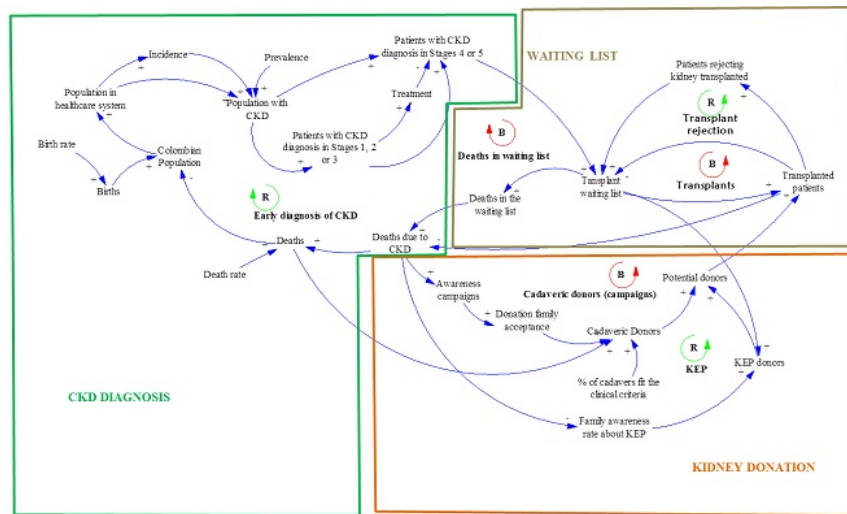 Patients with CKD
diagnosis in Stages 4 or 5
WAITING LIST
Incidence
Prevalence
Patients rejecting
kidney transplanted
Population in
healthcare system
Population with
CKD
Treatment
R
Transplant
rejection
Birth rate
Colombian
Population
Patients with CKD
diagnosis in Stages 1, 2
or 3
B
Deaths in waiting list
B
Transplants
Transplant
waiting list
Transplanted
patients
Births
R
Early diagnosis of CKD
Deaths in the
waiting list
Deaths
Deaths due to
CKD
Death rate
Awareness
campaigns
B
Cadaveric donors (campaigns)
Potential donors
Donation family
acceptance
Cadaveric Donors
R
KEP
KEP donors
% of cadavers fit the
clinical criteria
CKD DIAGNOSIS
Family awareness
rate about KEP
KIDNEY DONATION